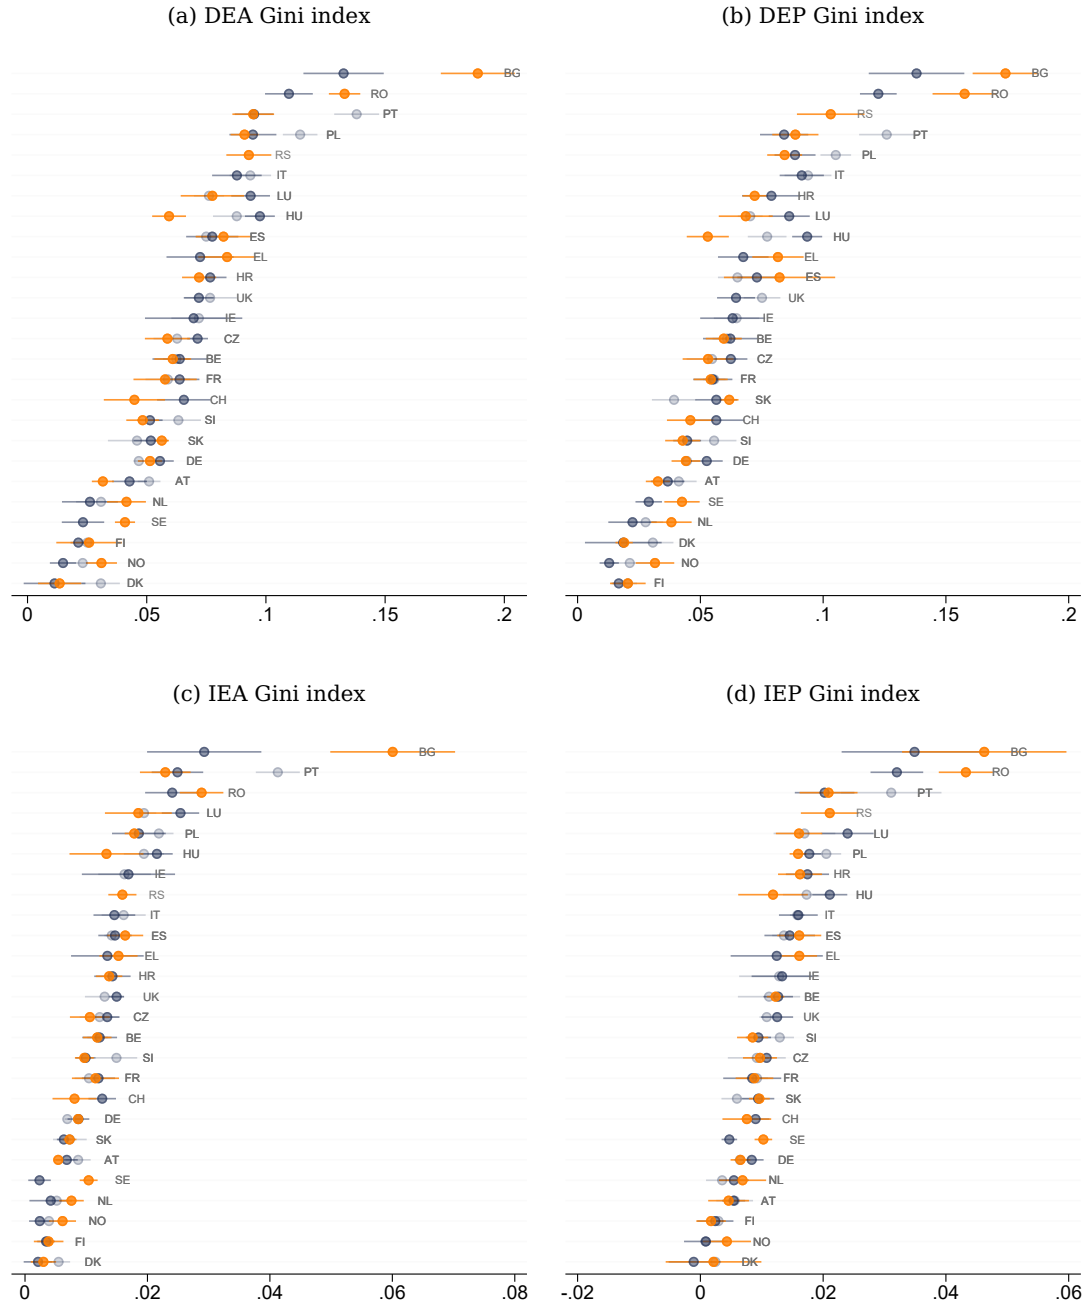 (a) DEA Gini index
BG
RO
PT
PL
RS
IT
LU
HU
ES
EL
HR
UK
IE
CZ
BE
FR
CH
SI
SK
DE
AT
NL
SE
FI
NO
DK
0 .05 .1 .15 .2
(b) DEP Gini index
BG
RO
RS
PT
PL
IT
HR
LU
HU
EL
ES
UK
IE
BE
CZ
FR
SK
CH
SI
DE
AT
SE
NL
DK
NO
FI
0 .05 .1 .15 .2
(c) IEA Gini index
BG
PT
RO
LU
PL
HU
IE
RS
IT
ES
EL
HR
UK
CZ
BE
SI
FR
CH
DE
SK
AT
SE
NL
NO
FI
DK
0 .02 .04 .06 .08
(d) IEP Gini index
BG
RO
PT
RS
LU
PL
HR
HU
IT
ES
EL
IE
BE
UK
SI
CZ
FR
SK
CH
SE
DE
NL
AT
FI
NO
DK
-.02 0 .02 .04 .06